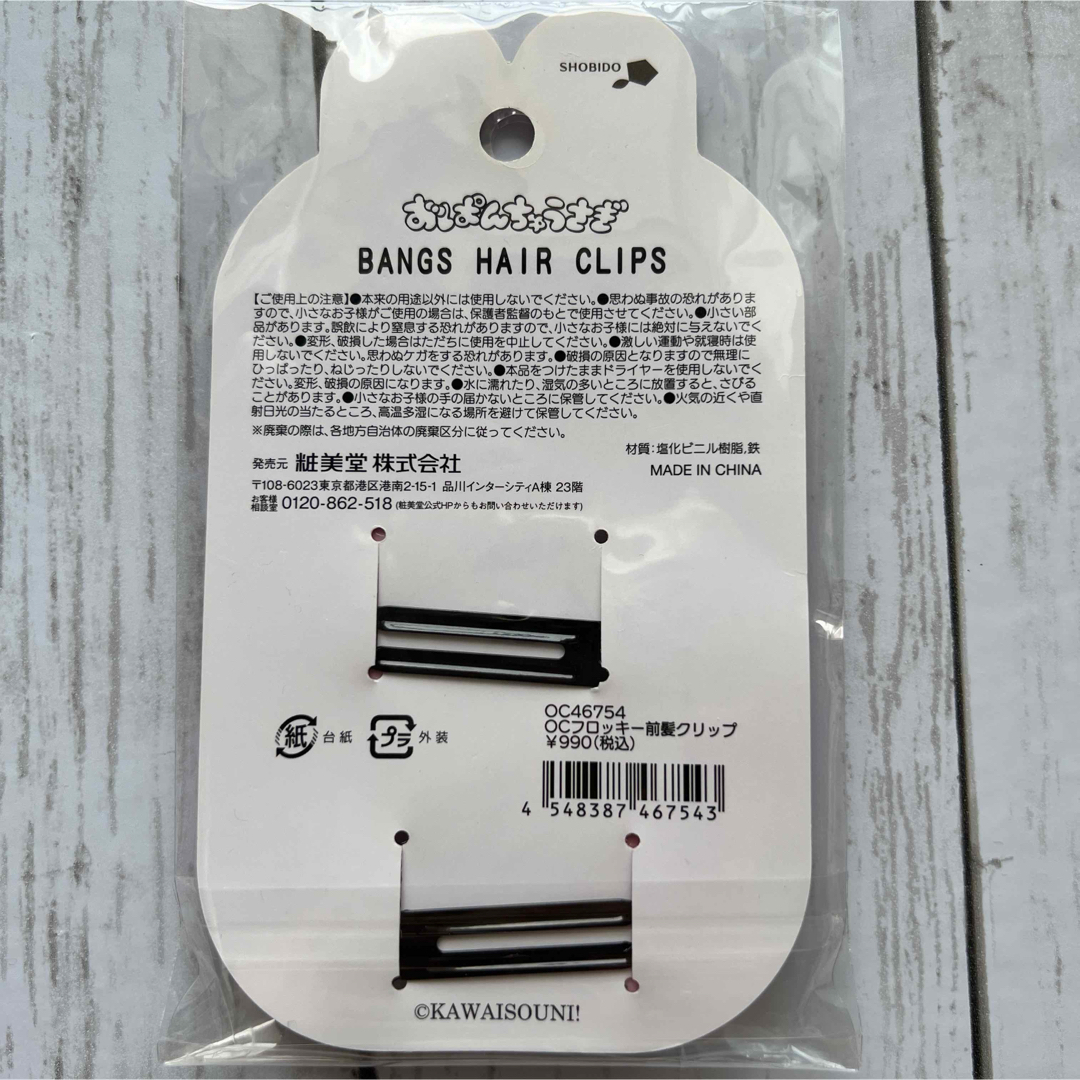 SHOBIDO
おぱんちゅうさぎ
BANGS HAIR CLIPS
【ご使用上の注意】●本来の用途以外には使用しないでください。●思わぬ事故の恐れがありま
すので、小さなお子様がご使用の場合は、保護者監督のもとで使用させてください。●小さい部
品があります。誤飲により窒息する恐れがありますので、小さなお子様には絶対に与えないでく
ださい。●変形、破損した場合はただちに使用を中止してください。●激しい運動や就寝時は使
用しないでください。思わぬケガをする恐れがあります。●破損の原因となりますので無理に
ひっぱったり、ねじったりしないでください。●本品をつけたままドライヤーを使用しないでくだ
さい。変形、破損の原因になります。●水に濡れたり、湿気の多いところに放置すると、さびる
ことがあります。●小さなお子様の手の届かないところに保管してください。●火気の近くや直
射日光の当たるところ、高温多湿になる場所を避けて保管してください。
※廃棄の際は、各地方自治体の廃棄区分に従ってください。
材質:塩化ビニル樹脂,鉄
発売元 粧美堂 株式会社
MADE IN CHINA
〒108-6023東京都港区港南2-15-1 品川インターシティA棟 23階
お客様相談室 0120-862-518 (粧美堂公式HPからもお問い合わせいただけます)
OC46754
OCフロッキー前髪クリップ
¥990(税込)
紙 台紙 プラ 外装
4 548387 467543
©KAWAISOUNI!